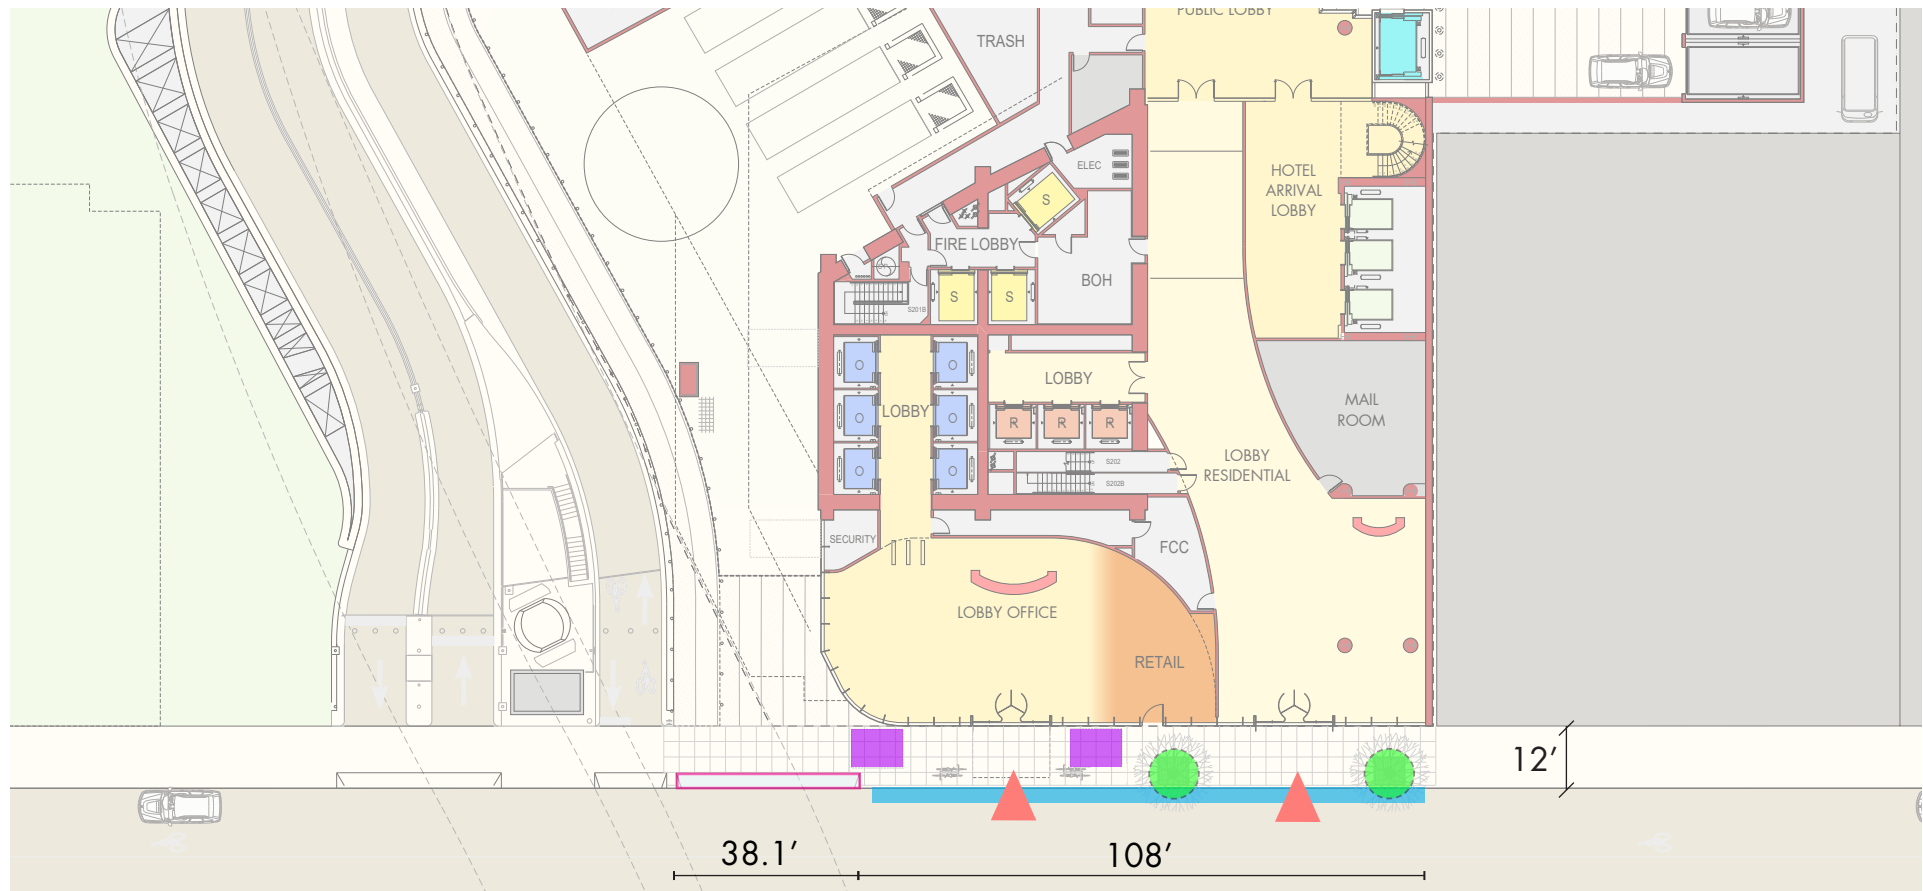 PUBLIC LOBBY
TRASH
ELEC
HOTEL
ARRIVAL
LOBBY
S
FIRE LOBBY
BOH
S
S
S201B
O
O
LOBBY
MAIL
ROOM
O
LOBBY
O
R
R
R
O
O
S202
S202B
LOBBY
RESIDENTIAL
SECURITY
FCC
LOBBY OFFICE
RETAIL
12'
38.1'
108'